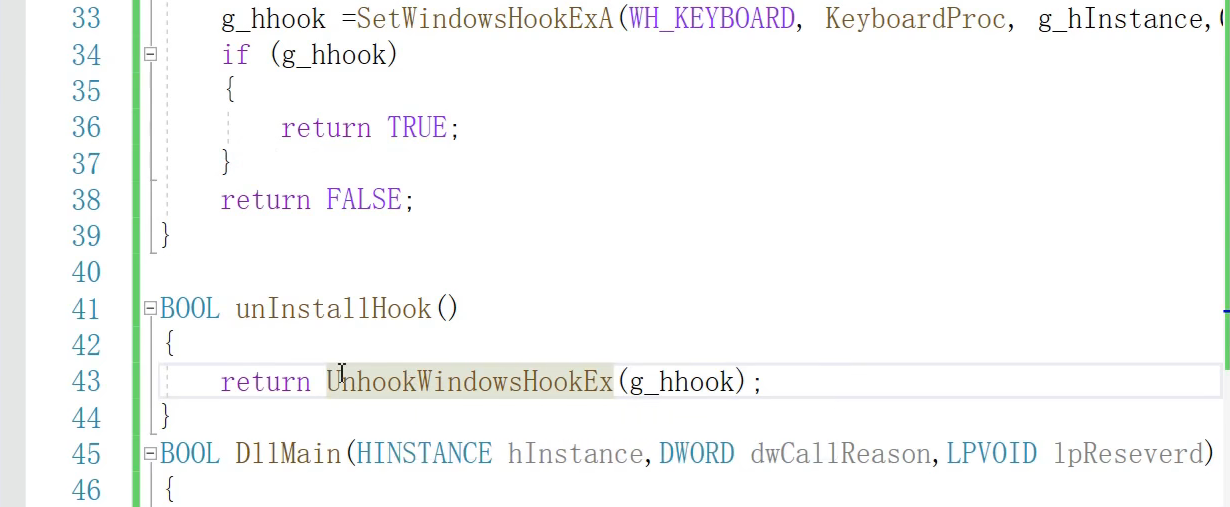 33 g_hhook =SetWindowsHookExA(WH_KEYBOARD, KeyboardProc, g_hInstance,
34 if (g_hhook)
35 {
36 return TRUE;
37 }
38 return FALSE;
39 }
40
41 BOOL unInstallHook()
42 {
43 return UnhookWindowsHookEx(g_hhook);
44 }
45 BOOL DllMain(HINSTANCE hInstance,DWORD dwCallReason,LPVOID lpReseverd)
46 {